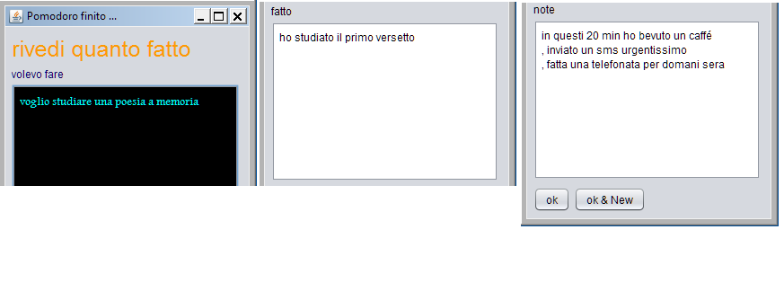 Pomodoro finito ...
rivedi quanto fatto
volevo fare
voglio studiare una poesia a memoria
fatto
ho studiato il primo versetto
note
in questi 20 min ho bevuto un caffé
, inviato un sms urgentissimo
, fatta una telefonata per domani sera
ok
ok & New